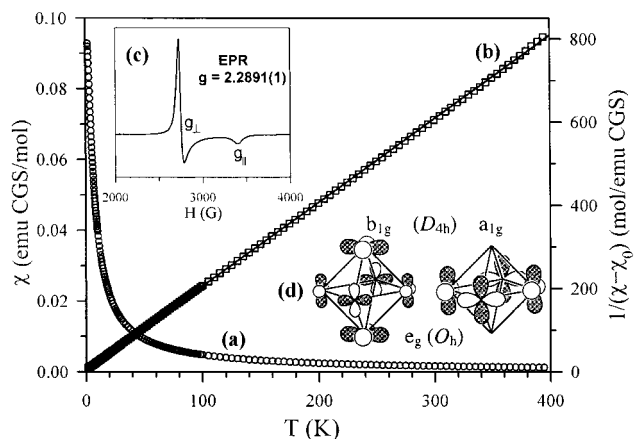 0.10
0.08
0.06
0.04
0.02
0.00
χ (emu CGS/mol)
(c)
EPR
g = 2.2891(1)
g⊥
g∥
2000 3000 4000
H (G)
(b)
b1g (D4h) a1g
(d)
eg (Oh)
(a)
0 100 200 300 400
T (K)
800
600
400
200
0
1/(χ-χ0) (mol/emu CGS)